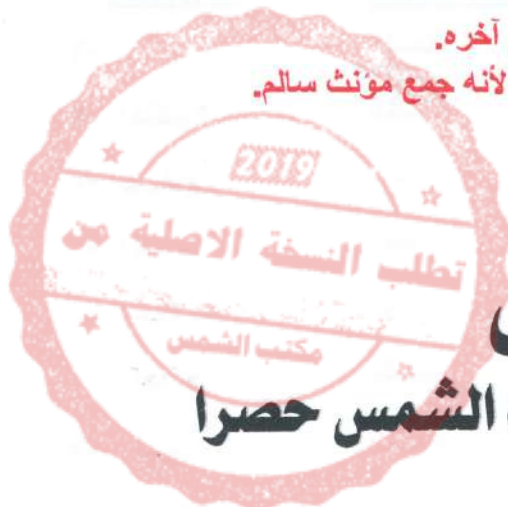 آخره.
لأنه جمع مؤنث سالم.
2019
تطلب النسخة الاصلية من
مكتب الشمس
الشمس حصرا